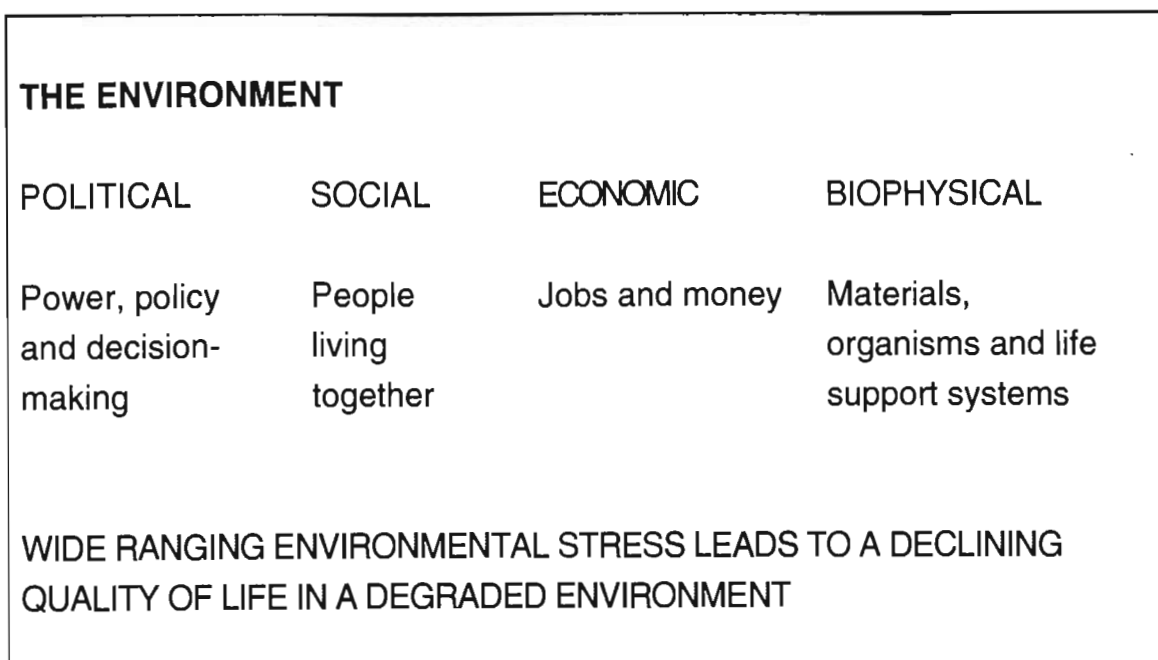 THE ENVIRONMENT
POLITICAL SOCIAL ECONOMIC BIOPHYSICAL
Power, policy People Jobs and money Materials,
and decision- living organisms and life
making together support systems
WIDE RANGING ENVIRONMENTAL STRESS LEADS TO A DECLINING
QUALITY OF LIFE IN A DEGRADED ENVIRONMENT